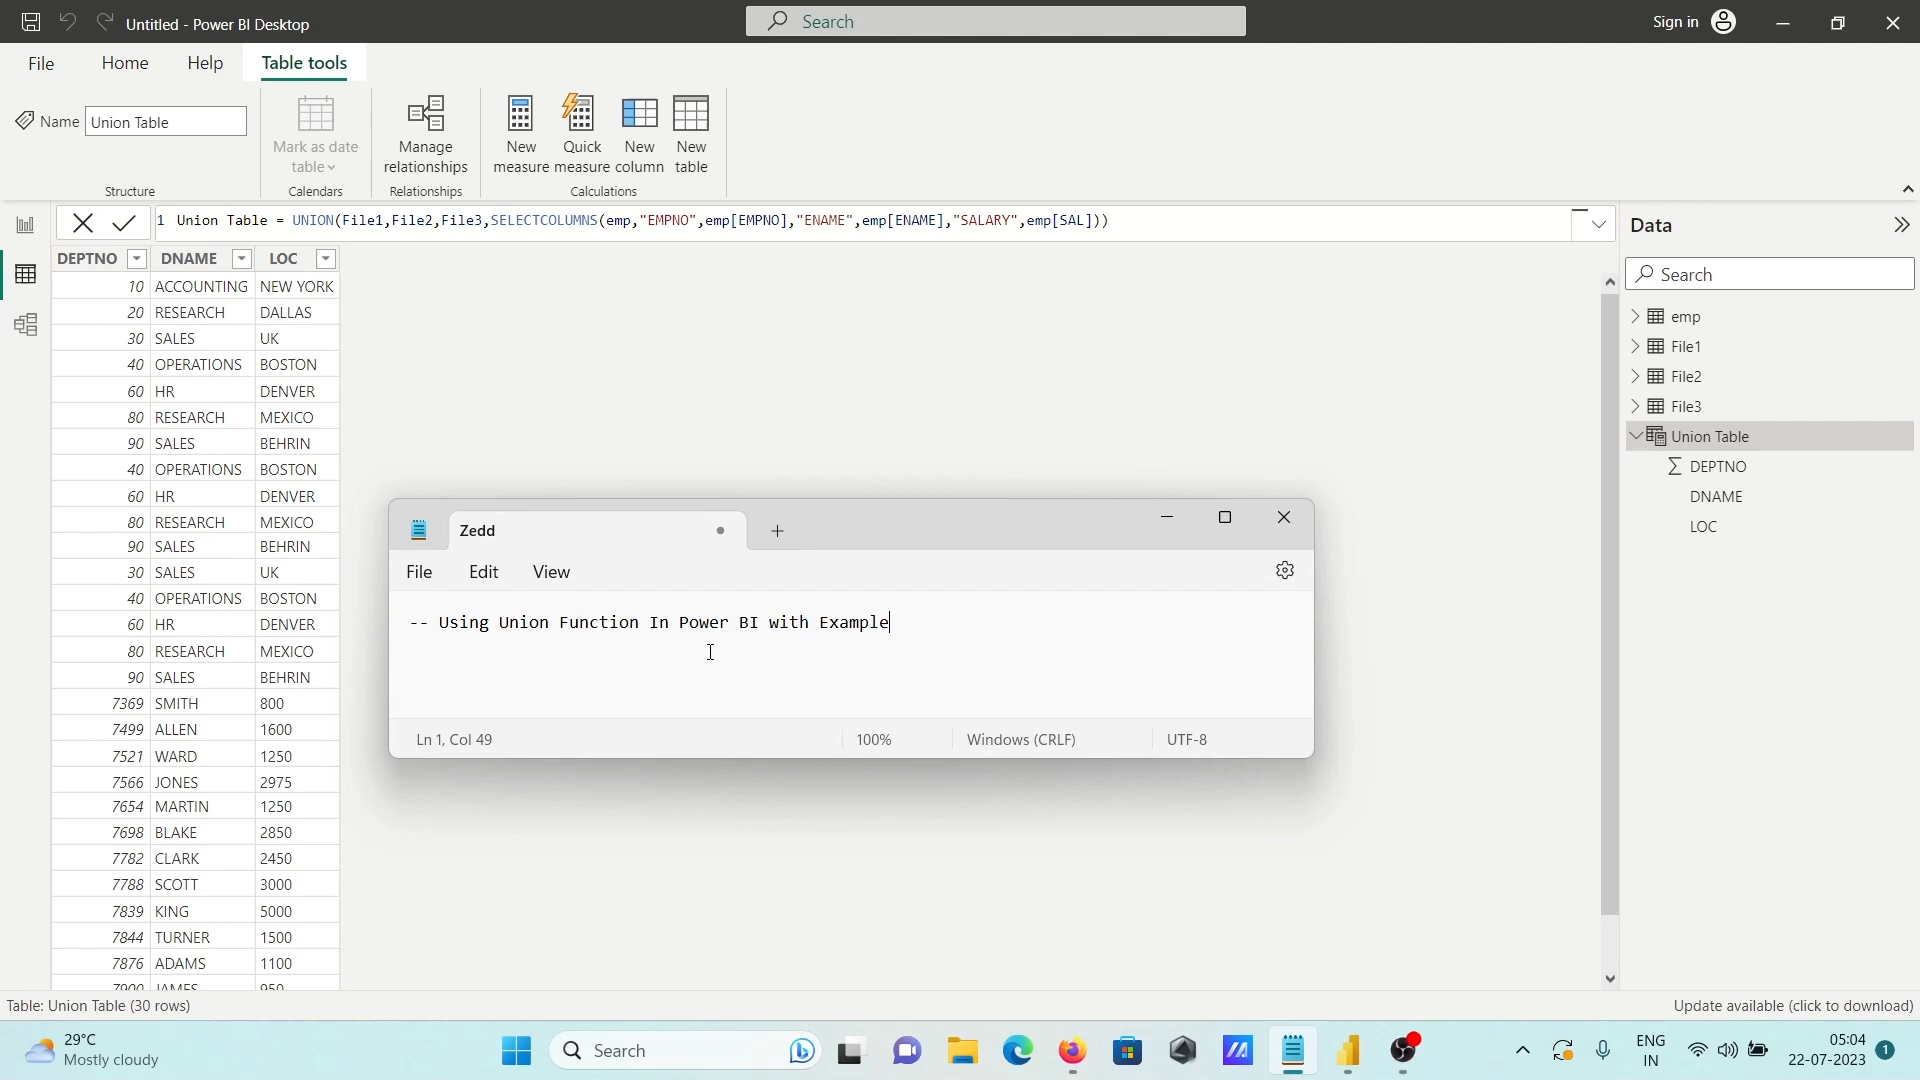 Untitled - Power BI Desktop
Search
Sign in
File
Home
Help
Table tools
Name
Union Table
Mark as date
table
Calendars
Structure
Manage
relationships
Relationships
New
measure
Quick
measure
New
column
New
table
Calculations
1 Union Table = UNION(File1,File2,File3,SELECTCOLUMNS(emp,"EMPNO",emp[EMPNO],"ENAME",emp[ENAME],"SALARY",emp[SAL]))
DEPTNO DNAME LOC
10 ACCOUNTING NEW YORK
20 RESEARCH DALLAS
30 SALES UK
40 OPERATIONS BOSTON
60 HR DENVER
80 RESEARCH MEXICO
90 SALES BEHRIN
40 OPERATIONS BOSTON
60 HR DENVER
80 RESEARCH MEXICO
90 SALES BEHRIN
30 SALES UK
40 OPERATIONS BOSTON
60 HR DENVER
80 RESEARCH MEXICO
90 SALES BEHRIN
7369 SMITH 800
7499 ALLEN 1600
7521 WARD 1250
7566 JONES 2975
7654 MARTIN 1250
7698 BLAKE 2850
7782 CLARK 2450
7788 SCOTT 3000
7839 KING 5000
7844 TURNER 1500
7876 ADAMS 1100
7900 JAMES 950
Table: Union Table (30 rows)
Zedd
File
Edit
View
-- Using Union Function In Power BI with Example
Ln 1, Col 49
100%
Windows (CRLF)
UTF-8
Data
Search
emp
File1
File2
File3
Union Table
DEPTNO
DNAME
LOC
Update available (click to download)
29°C
Mostly cloudy
Search
ENG
IN
05:04
22-07-2023
1